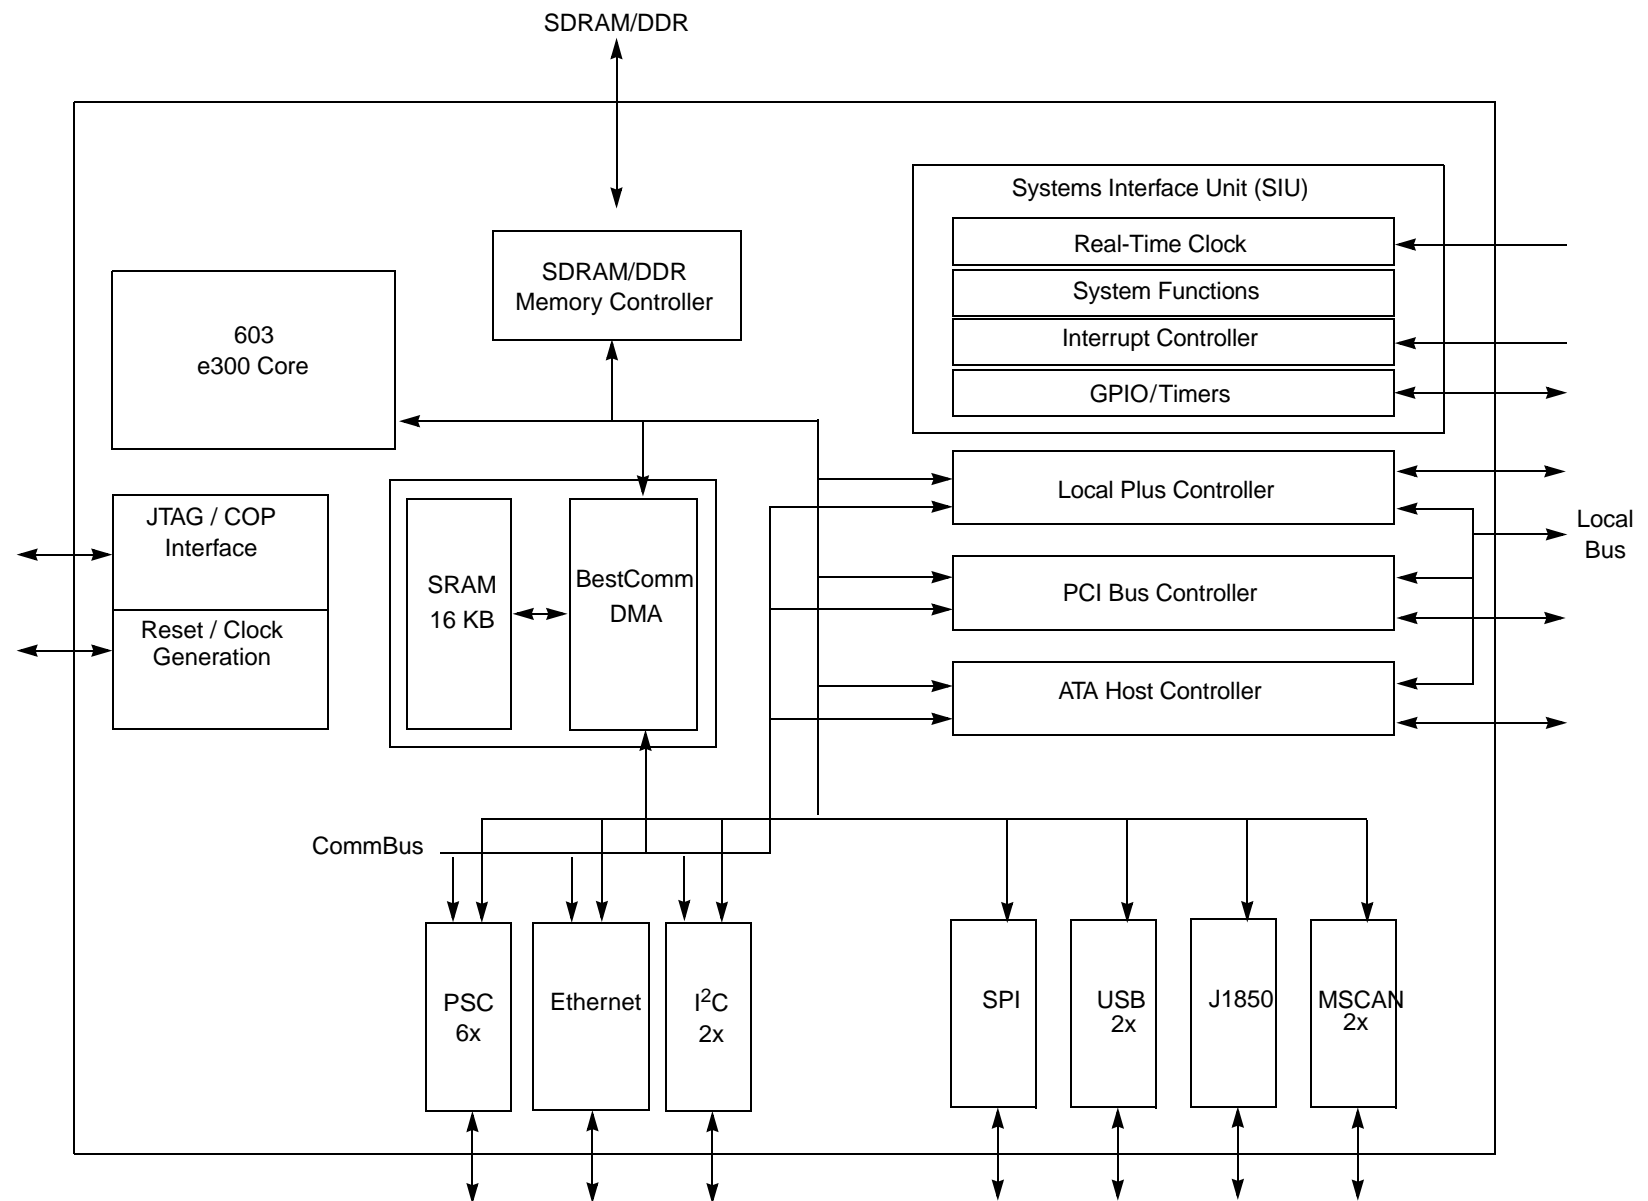 SDRAM/DDR
Systems Interface Unit (SIU)
Real-Time Clock
System Functions
Interrupt Controller
GPIO/Timers
SDRAM/DDR
Memory Controller
603
e300 Core
Local Plus Controller
PCI Bus Controller
ATA Host Controller
Local
Bus
JTAG / COP
Interface
Reset / Clock
Generation
SRAM
16 KB
BestComm
DMA
CommBus
PSC
6x
Ethernet
I²C
2x
SPI
USB
2x
J1850
MSCAN
2x